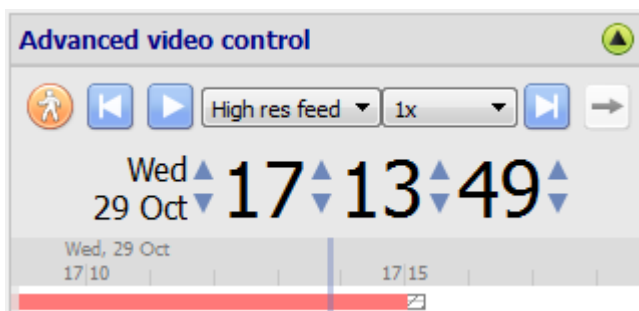 Advanced video control
High res feed 1x
Wed
29 Oct 17 13 49
Wed, 29 Oct
17 10 17 15